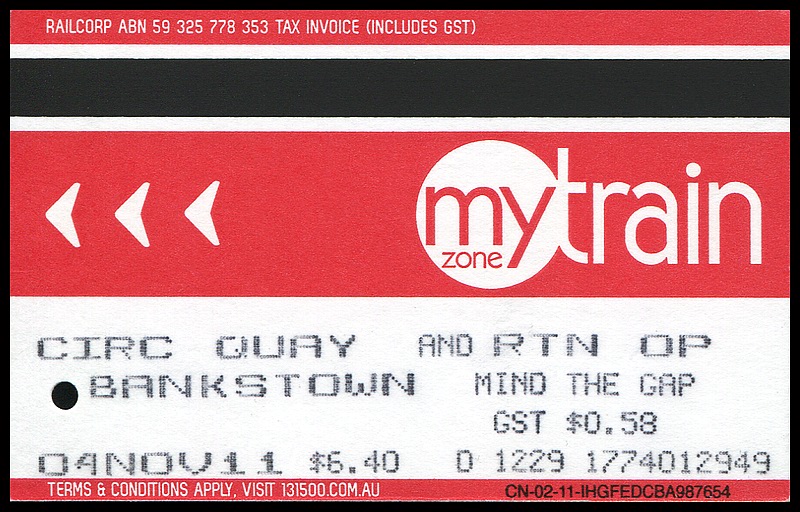 RAILCORP ABN 59 325 778 353 TAX INVOICE (INCLUDES GST)
mytrain
zone
CIRC QUAY AND RTN OP
BANKSTOWN MIND THE GAP
GST $0.58
04NOV11 $6.40 D 1229 1774012949
TERMS & CONDITIONS APPLY, VISIT 131500.COM.AU CN-02-11-IHGFEDCBA987654